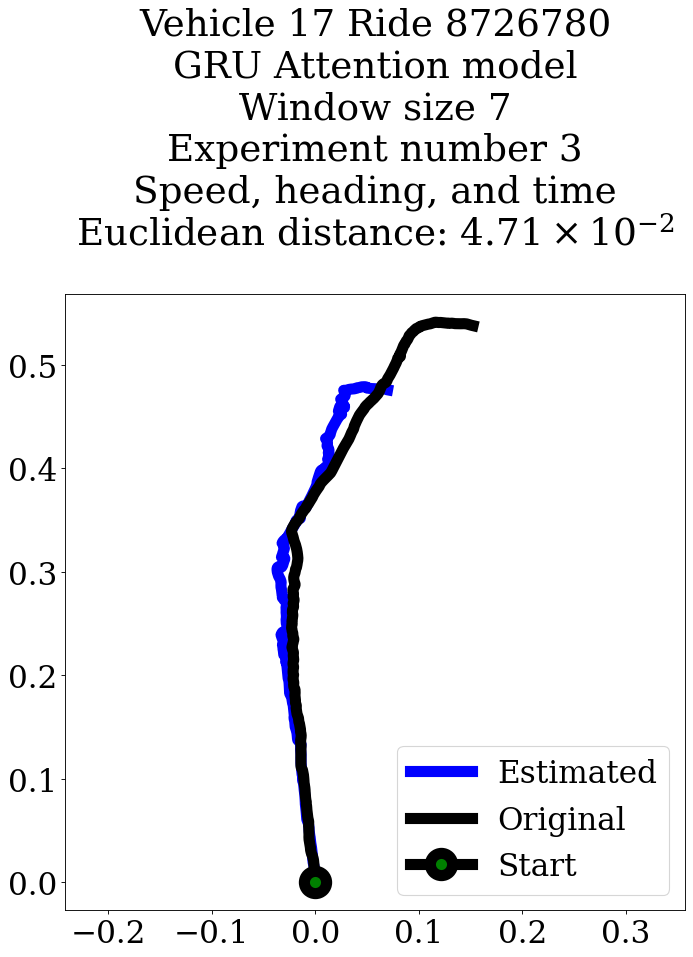 Vehicle 17 Ride 8726780
GRU Attention model
Window size 7
Experiment number 3
Speed, heading, and time
Euclidean distance: 4.71 × 10⁻²
0.5
0.4
0.3
0.2
0.1
0.0
Estimated
Original
Start
−0.2 −0.1 0.0 0.1 0.2 0.3